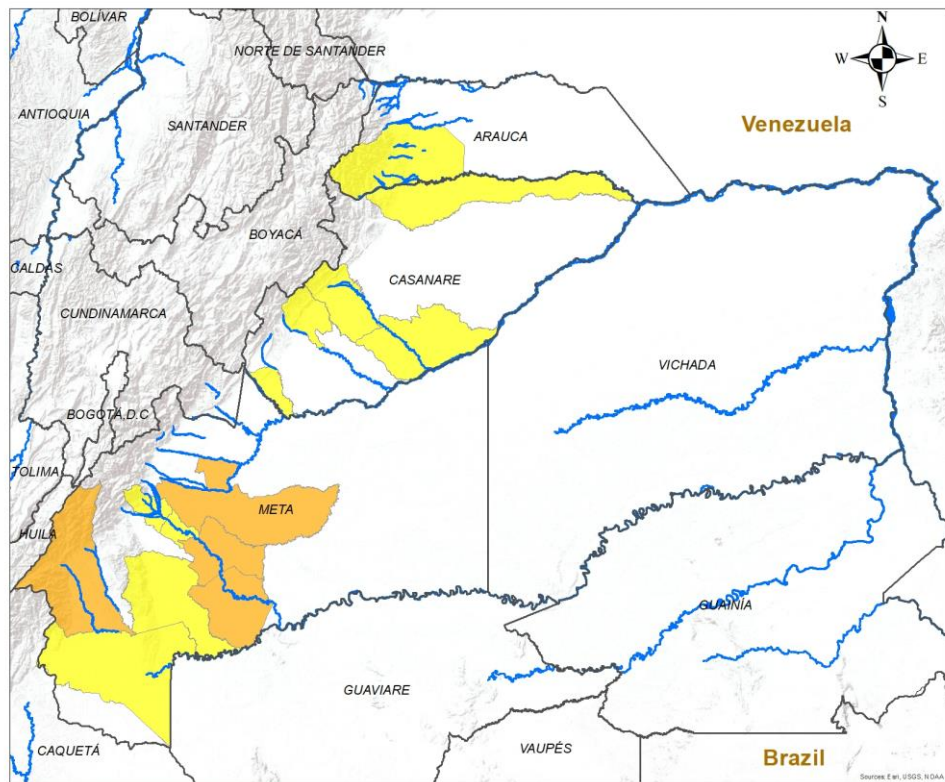 BOLÍVAR
NORTE DE SANTANDER
N
W
E
S
ANTIOQUIA
SANTANDER
ARAUCA
Venezuela
BOYACÁ
CALDAS
CASANARE
CUNDINAMARCA
VICHADA
BOGOTÁ, D.C
TOLIMA
META
HUILA
GUAINÍA
GUAVIARE
CAQUETÁ
VAUPÉS
Brazil
Sources: Esri, USGS, NOAA